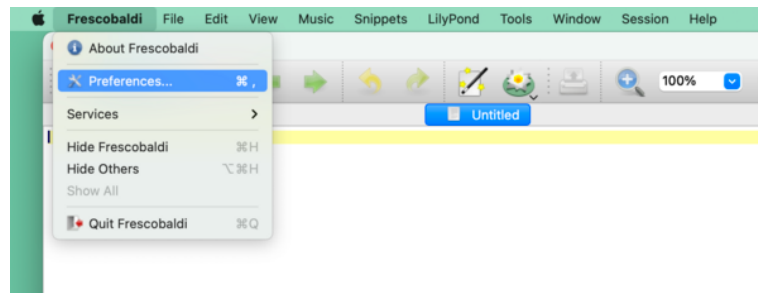 Frescobaldi File Edit View Music Snippets LilyPond Tools Window Session Help
About Frescobaldi
Preferences... ⌘ ,
100%
Services
Untitled
Hide Frescobaldi ⌘H
Hide Others ⌥⌘H
Show All
Quit Frescobaldi ⌘Q